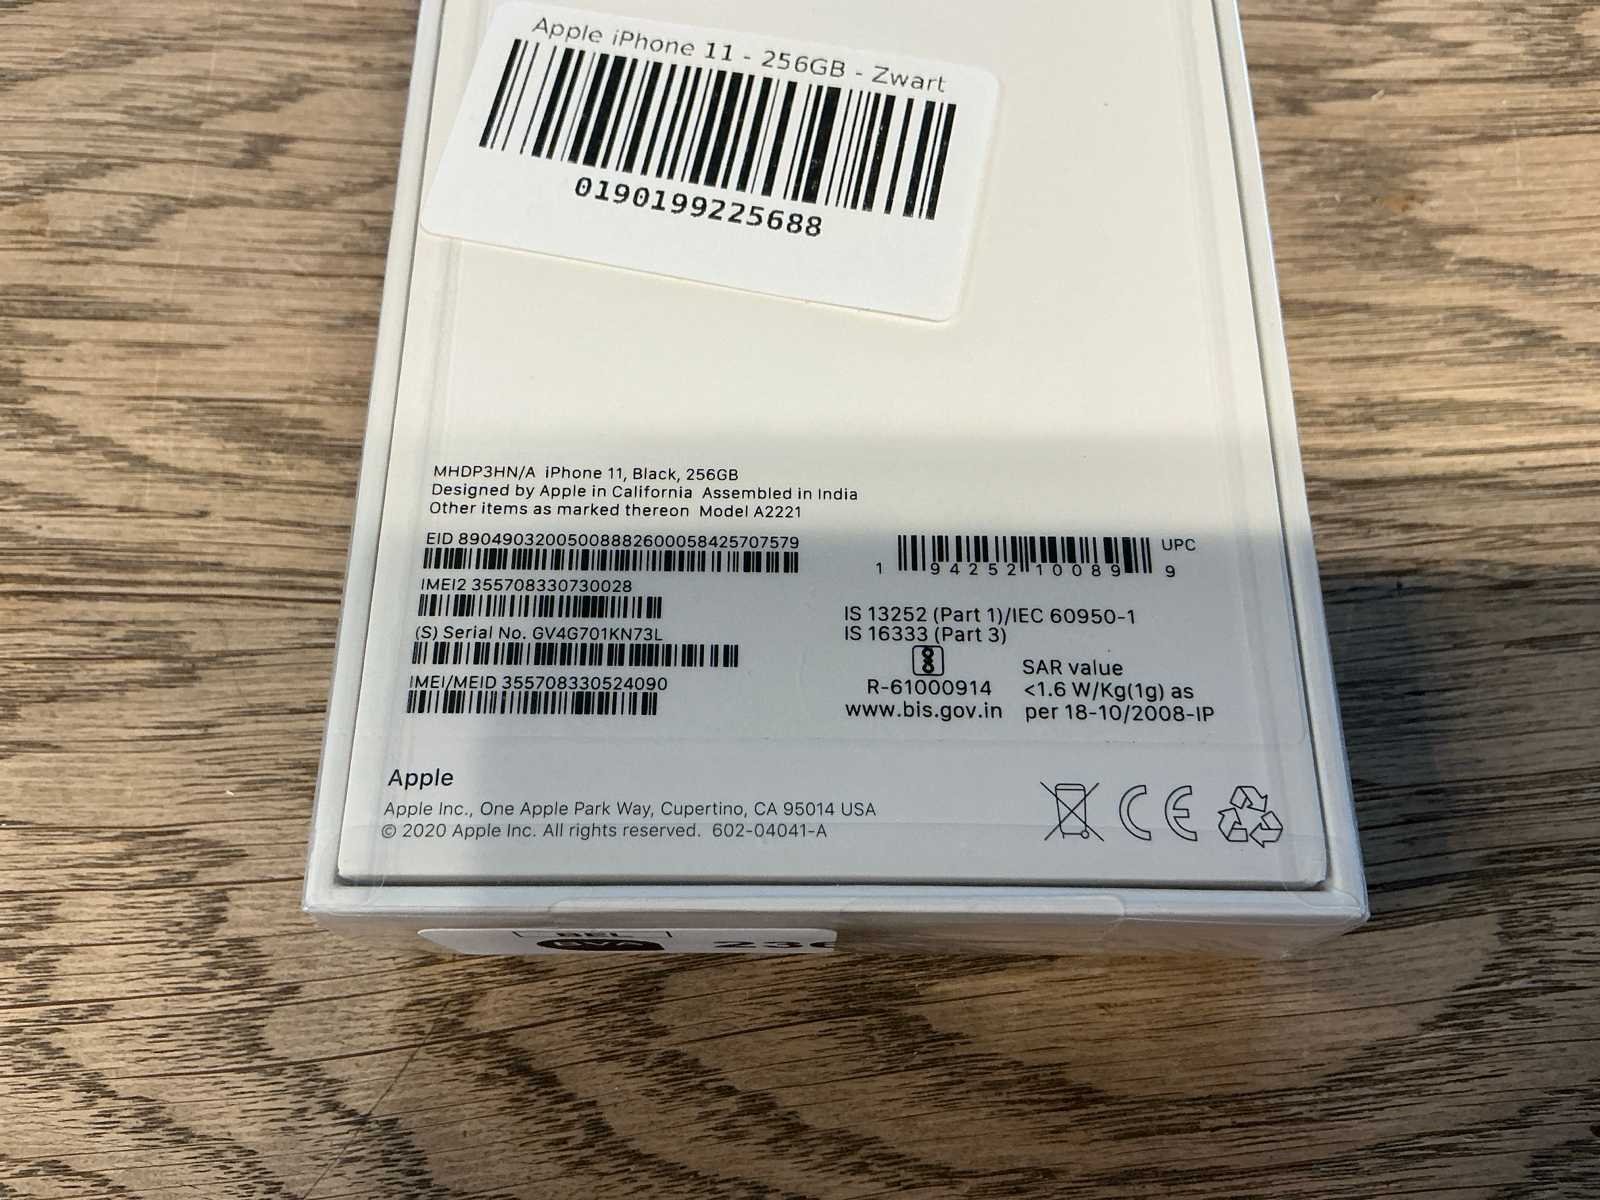 Apple iPhone 11 - 256GB - Zwart
0190199225688
MHDP3HN/A iPhone 11, Black, 256GB
Designed by Apple in California Assembled in India
Other items as marked thereon Model A2221
EID 89049032005008882600058425707579
IMEI2 355708330730028
(S) Serial No. GV4G701KN73L
IMEI/MEID 355708330524090
UPC
1 94252 10089 9
IS 13252 (Part 1)/IEC 60950-1
IS 16333 (Part 3)
R-61000914
www.bis.gov.in
SAR value
<1.6 W/Kg(1g) as
per 18-10/2008-IP
Apple
Apple Inc., One Apple Park Way, Cupertino, CA 95014 USA
© 2020 Apple Inc. All rights reserved. 602-04041-A
CE